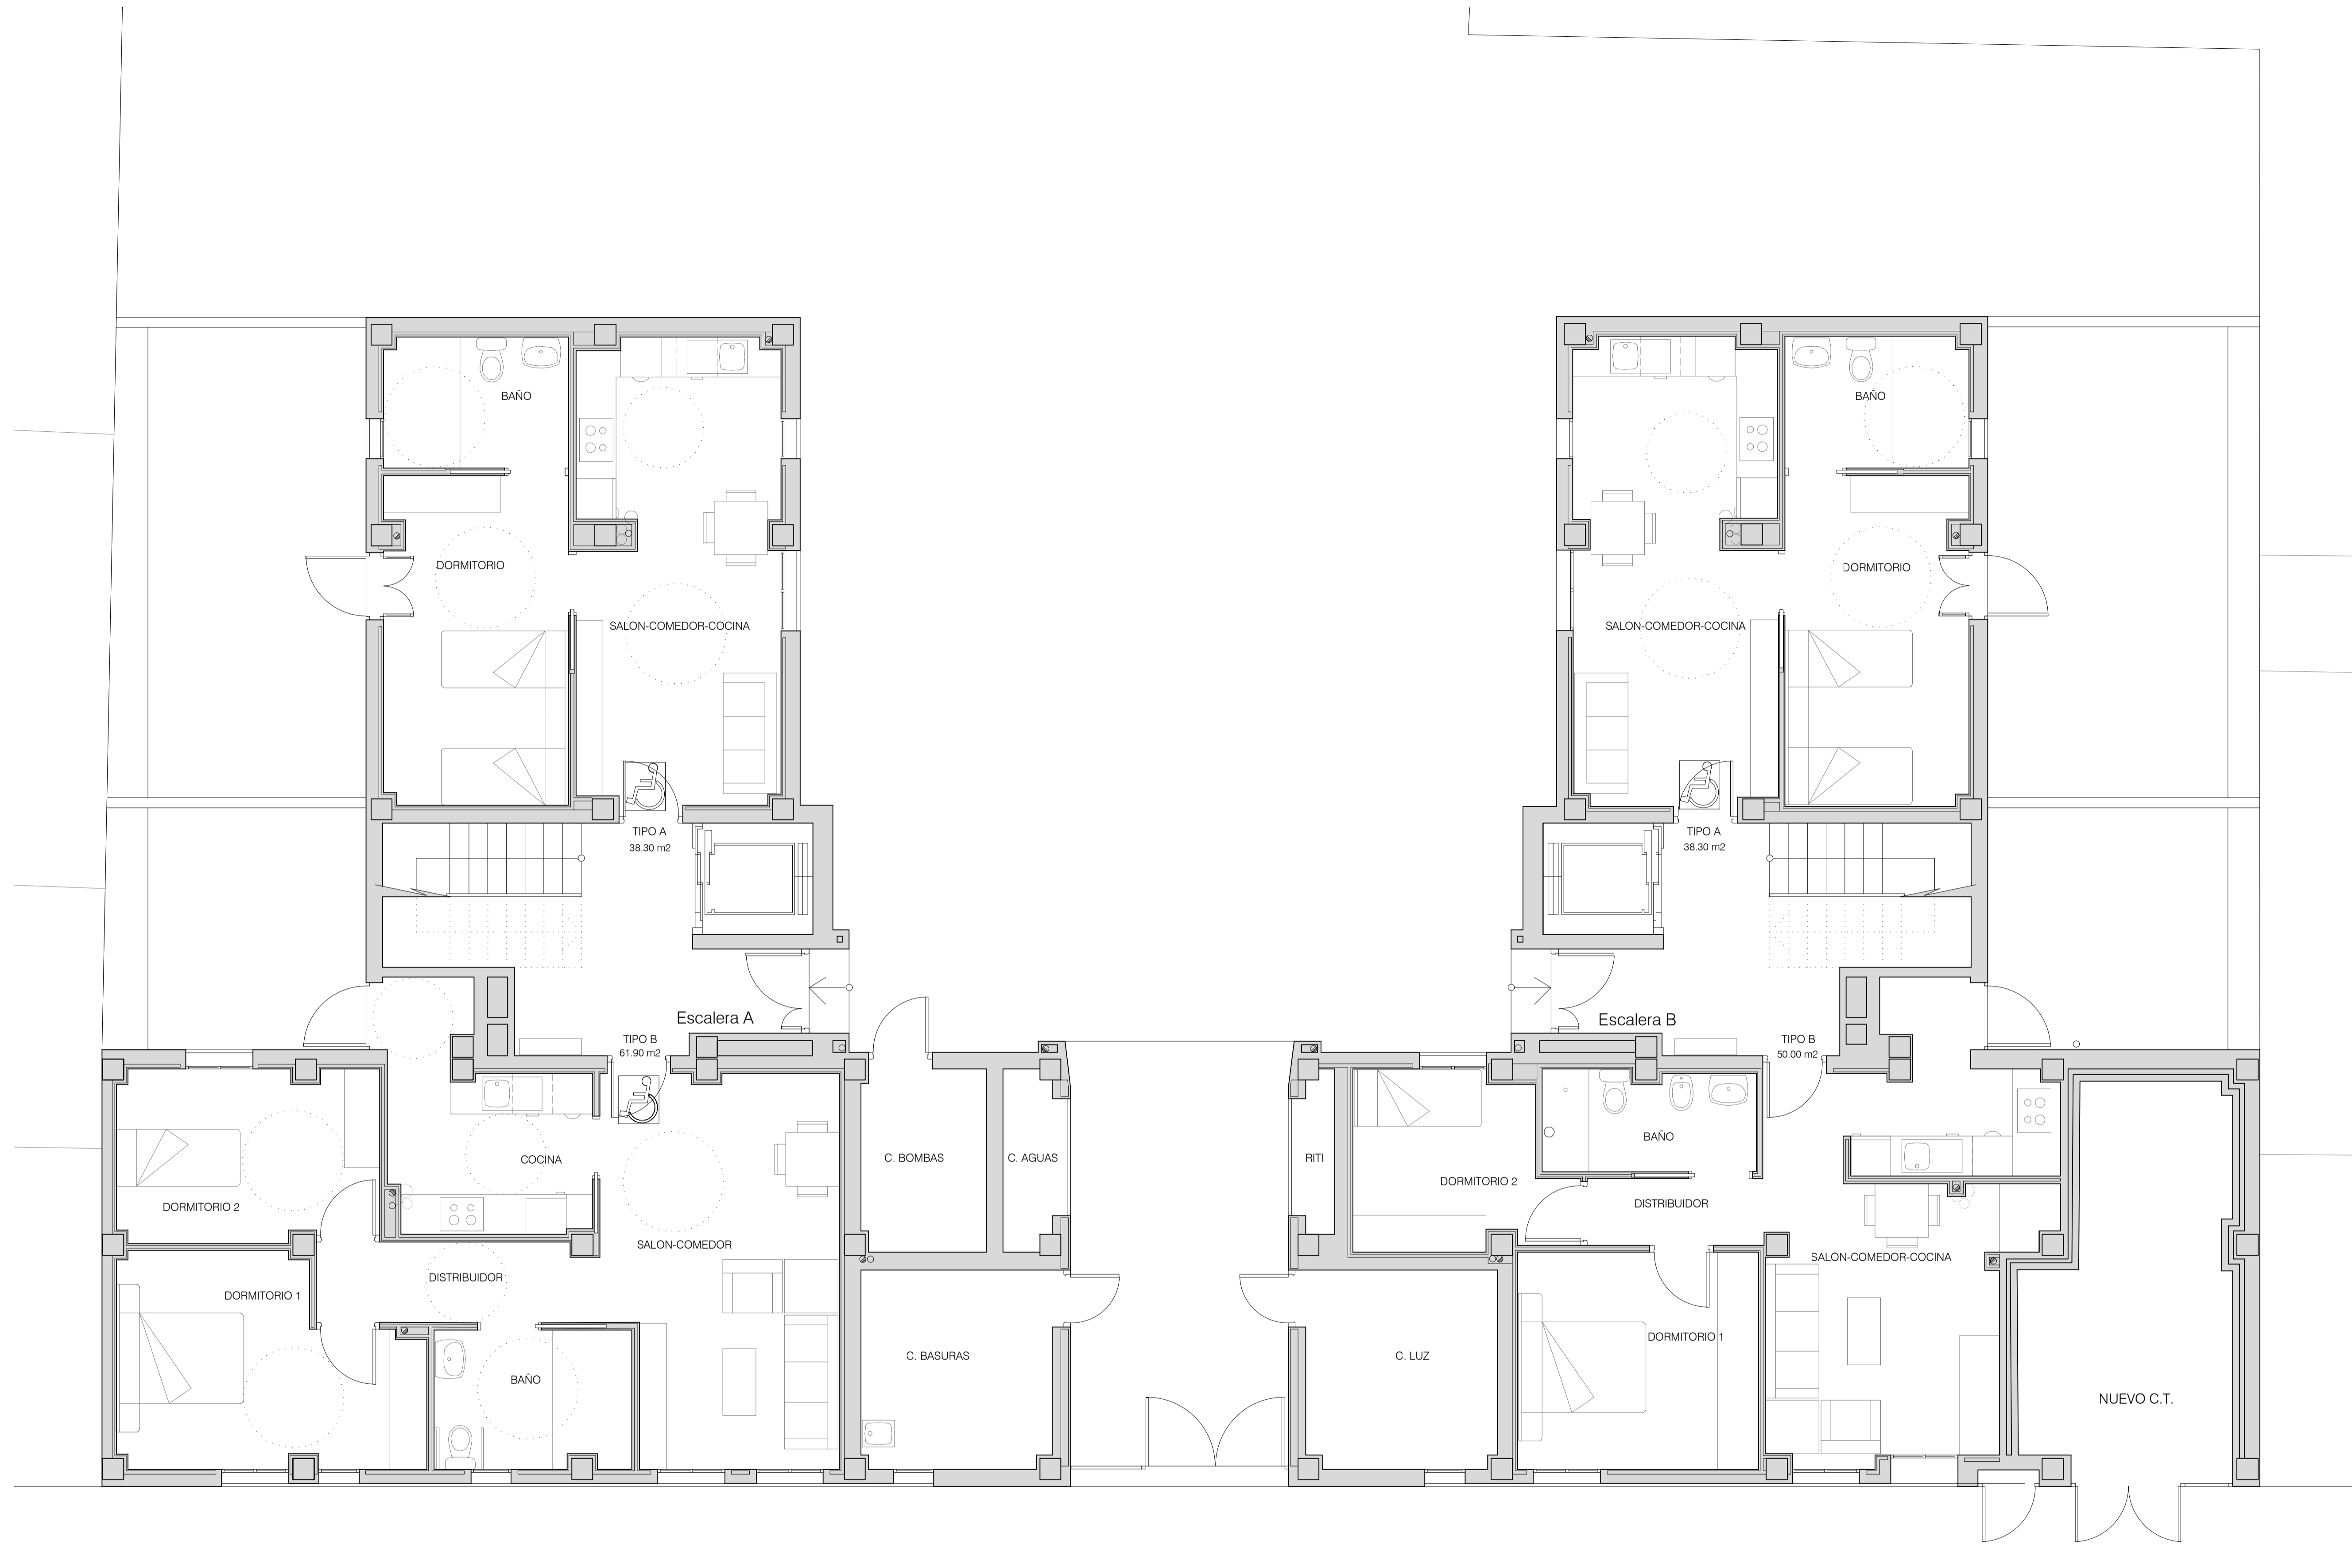 BAÑO
BAÑO
DORMITORIO
DORMITORIO
SALON-COMEDOR-COCINA
SALON-COMEDOR-COCINA
TIPO A
38.30 m2
TIPO A
38.30 m2
Escalera A
Escalera B
TIPO B
61.90 m2
TIPO B
50.00 m2
BAÑO
C. BOMBAS
C. AGUAS
RITI
COCINA
DORMITORIO 2
DISTRIBUIDOR
DORMITORIO 2
SALON-COMEDOR
SALON-COMEDOR-COCINA
DISTRIBUIDOR
DORMITORIO 1
DORMITORIO 1
C. BASURAS
C. LUZ
BAÑO
NUEVO C.T.